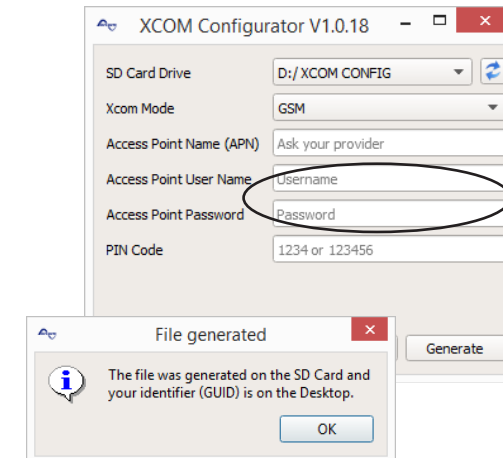 XCOM Configurator V1.0.18
SD Card Drive D:/ XCOM CONFIG
Xcom Mode GSM
Access Point Name (APN) Ask your provider
Access Point User Name Username
Access Point Password Password
PIN Code 1234 or 123456
Generate
File generated
The file was generated on the SD Card and
your identifier (GUID) is on the Desktop.
OK